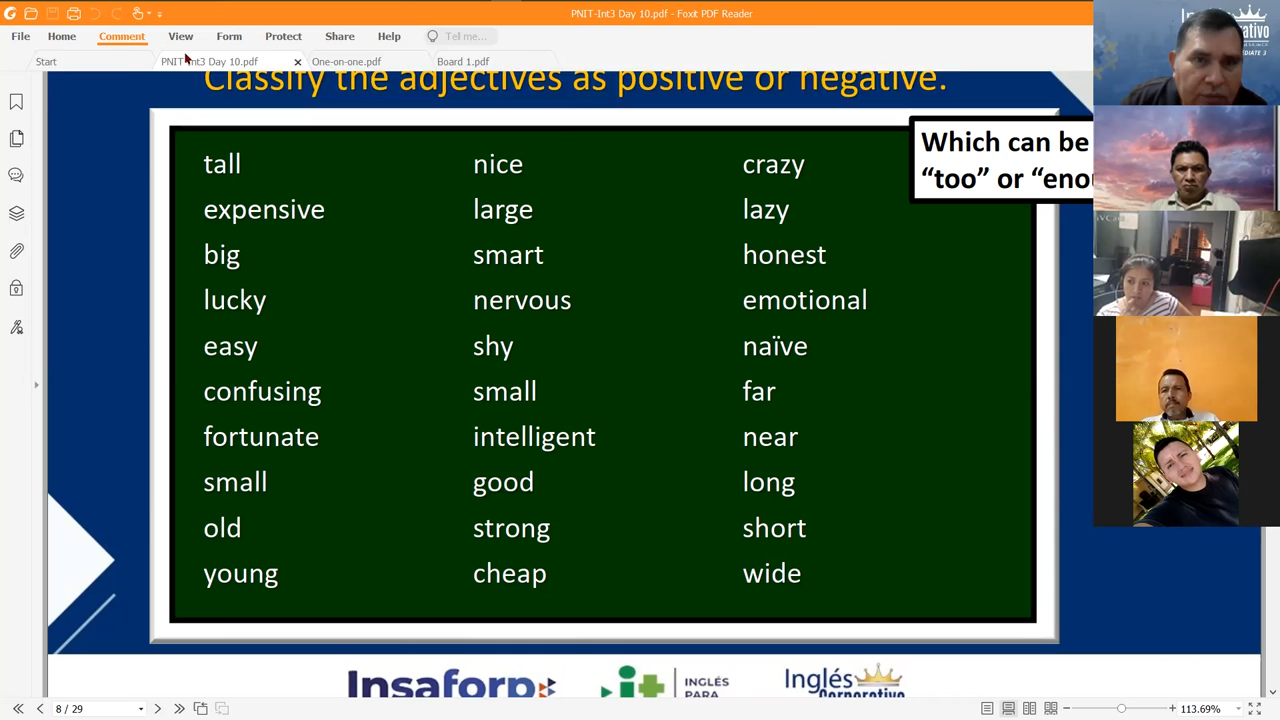 PNIT-Int3 Day 10.pdf - Foxit PDF Reader
File Home Comment View Form Protect Share Help Tell me...
Start PNIT-Int3 Day 10.pdf One-on-one.pdf Board 1.pdf
Classify the adjectives as positive or negative.
Which can be
"too" or "enou
tall nice crazy
expensive large lazy
big smart honest
lucky nervous emotional
easy shy naïve
confusing small far
fortunate intelligent near
small good long
old strong short
young cheap wide
Insaforp
it+
INGLÉS
PARA
Inglés
Corporativo
8 / 29
113.69%